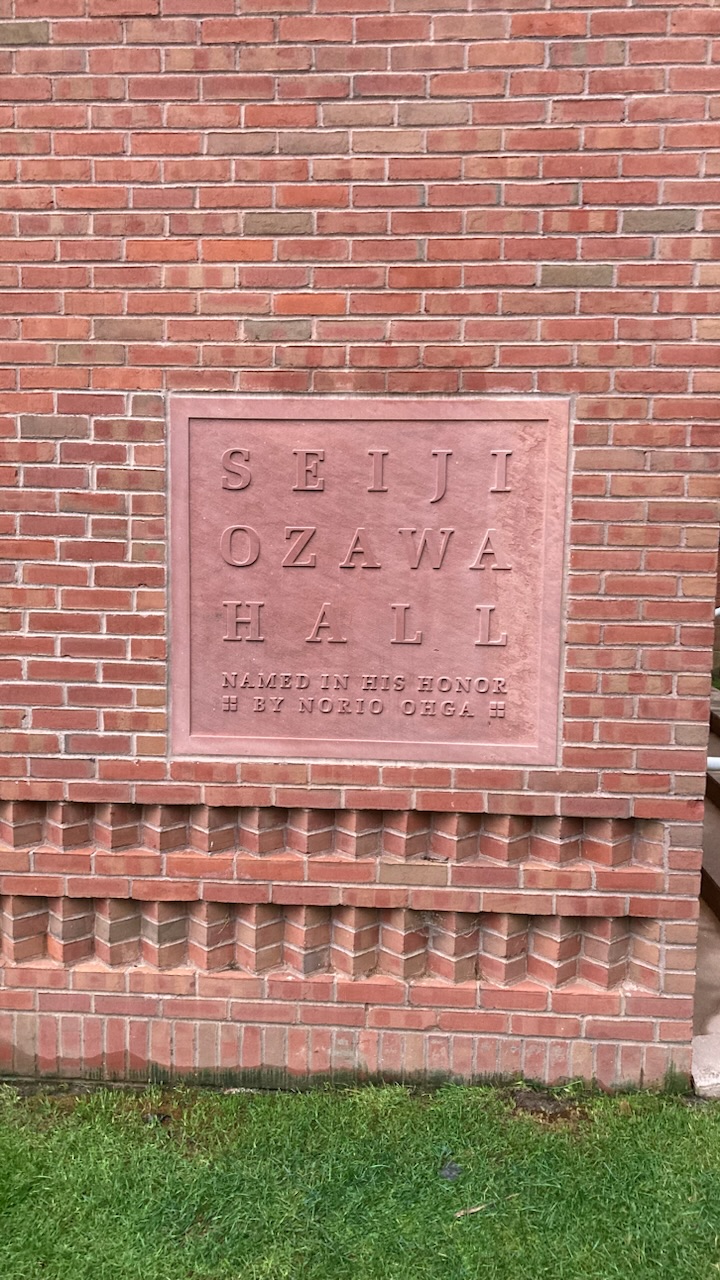 SEIJI
OZAWA
HALL
NAMED IN HIS HONOR
BY NORIO OHGA